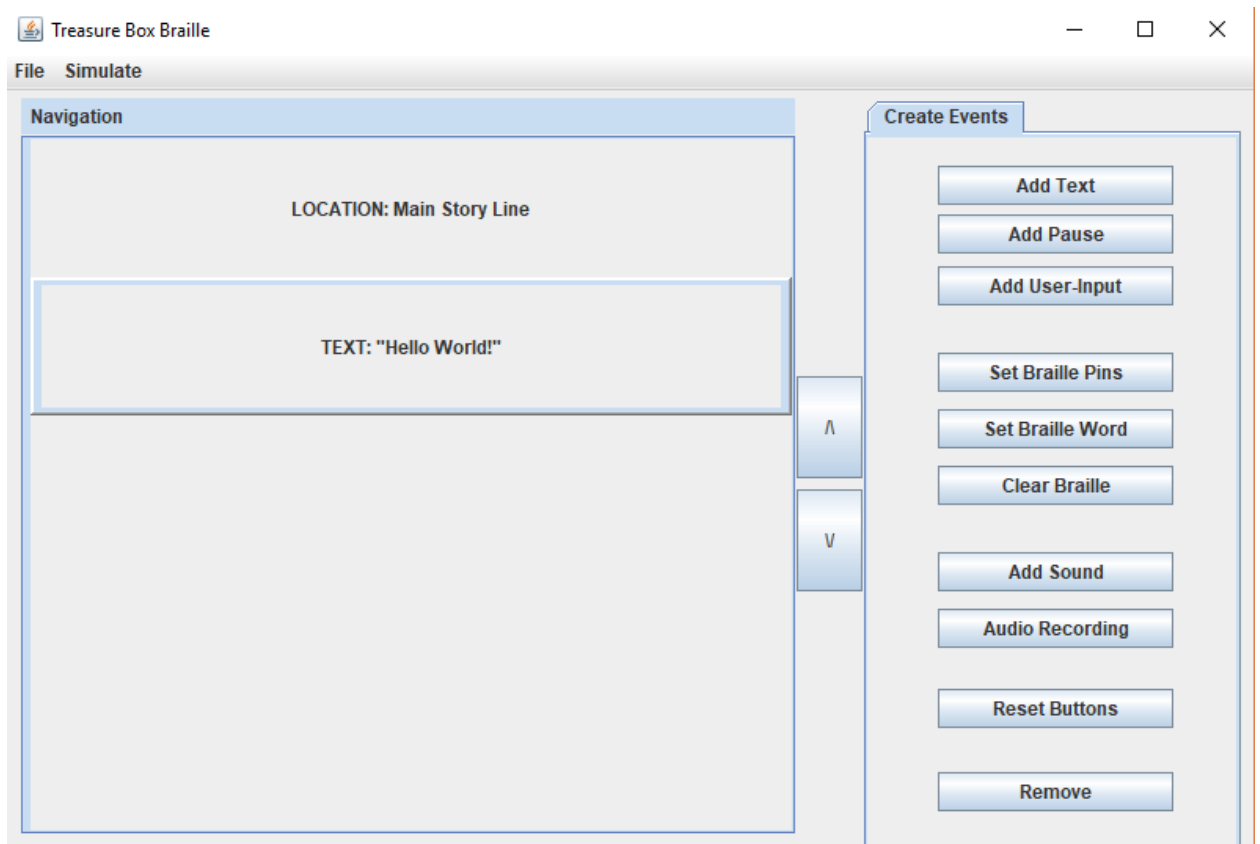 Treasure Box Braille
File Simulate
Navigation
LOCATION: Main Story Line
TEXT: "Hello World!"
/\
\/
Create Events
Add Text
Add Pause
Add User-Input
Set Braille Pins
Set Braille Word
Clear Braille
Add Sound
Audio Recording
Reset Buttons
Remove